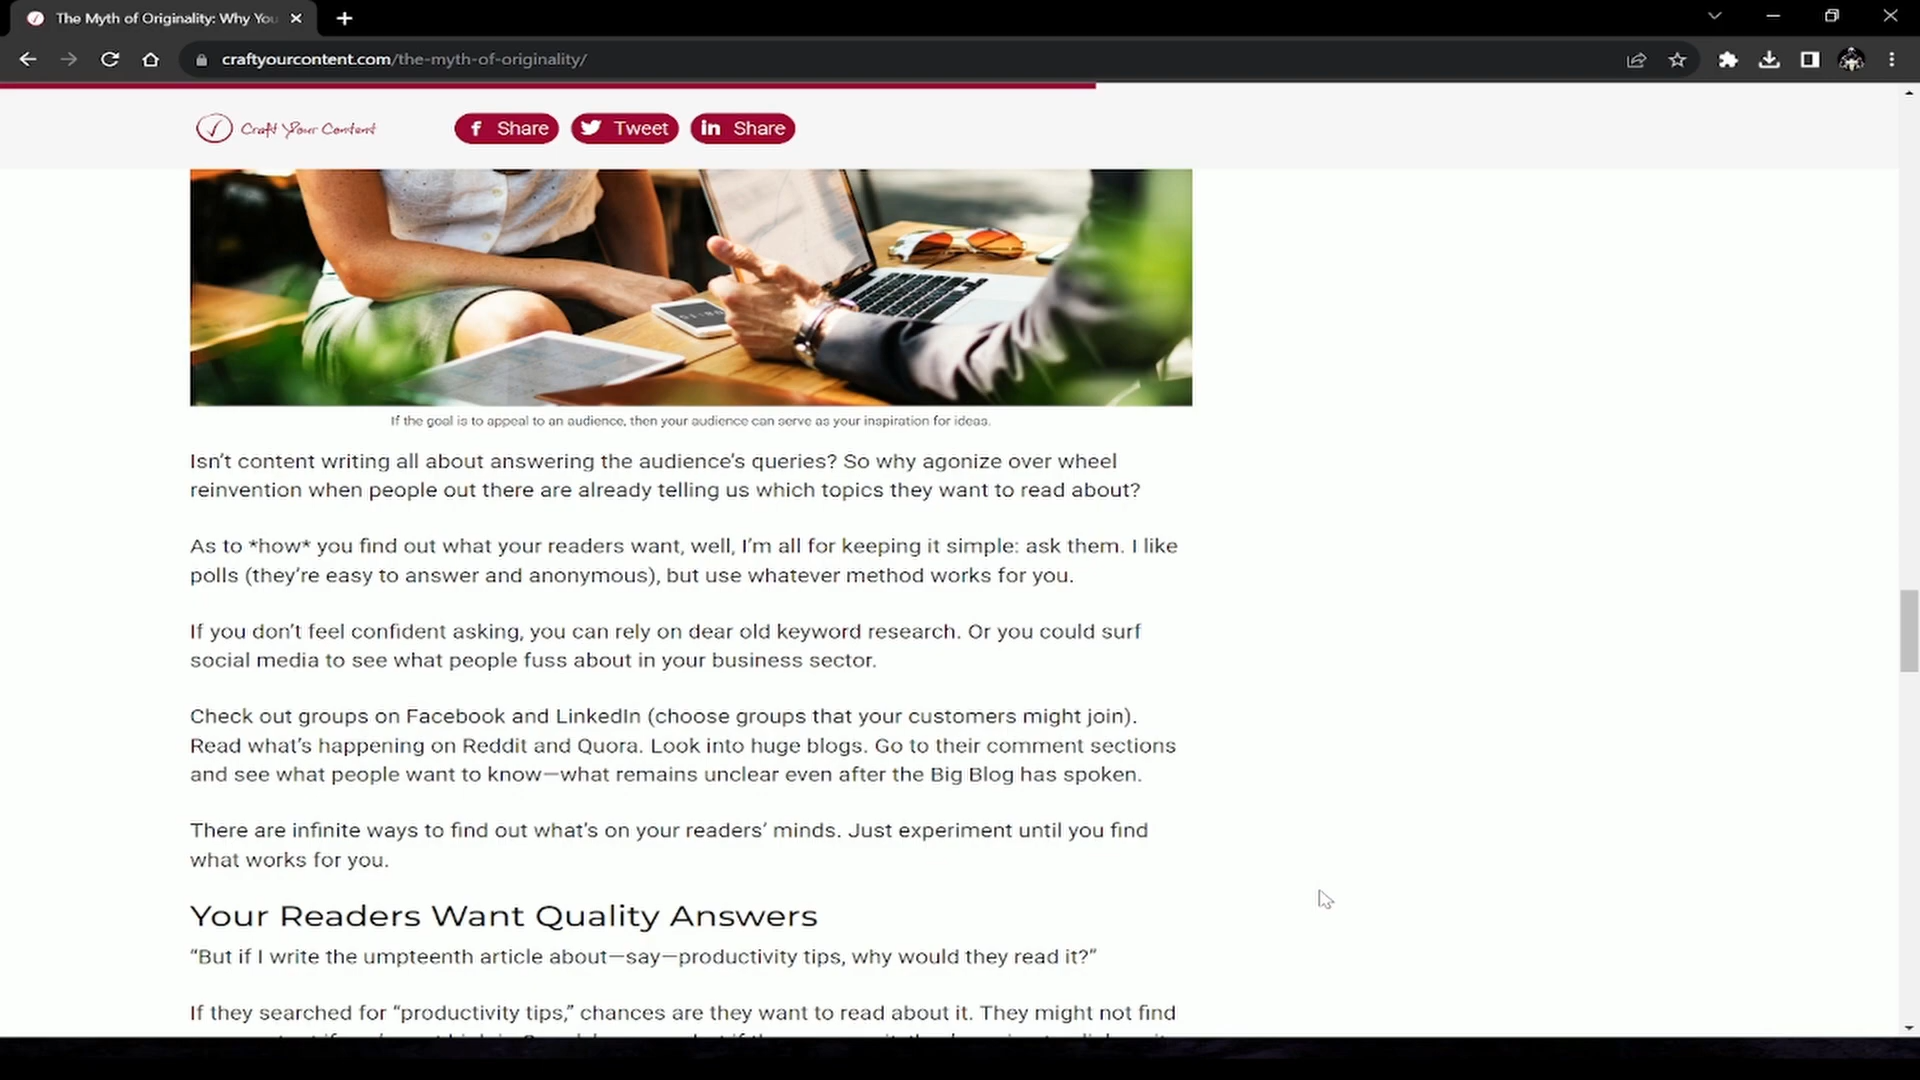 The Myth of Originality: Why You
craftyourcontent.com/the-myth-of-originality/
Craft Your Content
Share
Tweet
Share
If the goal is to appeal to an audience, then your audience can serve as your inspiration for ideas.
Isn’t content writing all about answering the audience’s queries? So why agonize over wheel
reinvention when people out there are already telling us which topics they want to read about?
As to *how* you find out what your readers want, well, I’m all for keeping it simple: ask them. I like
polls (they’re easy to answer and anonymous), but use whatever method works for you.
If you don’t feel confident asking, you can rely on dear old keyword research. Or you could surf
social media to see what people fuss about in your business sector.
Check out groups on Facebook and LinkedIn (choose groups that your customers might join).
Read what’s happening on Reddit and Quora. Look into huge blogs. Go to their comment sections
and see what people want to know—what remains unclear even after the Big Blog has spoken.
There are infinite ways to find out what’s on your readers’ minds. Just experiment until you find
what works for you.
Your Readers Want Quality Answers
“But if I write the umpteenth article about—say—productivity tips, why would they read it?”
If they searched for “productivity tips,” chances are they want to read about it. They might not find